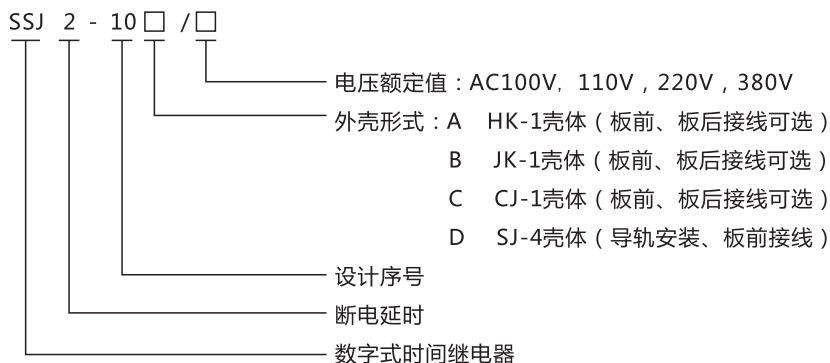 SSJ 2 - 10□ /□
电压额定值：AC100V, 110V，220V，380V
外壳形式：A HK-1壳体（板前、板后接线可选）
B JK-1壳体（板前、板后接线可选）
C CJ-1壳体（板前、板后接线可选）
D SJ-4壳体（导轨安装、板前接线）
设计序号
断电延时
数字式时间继电器